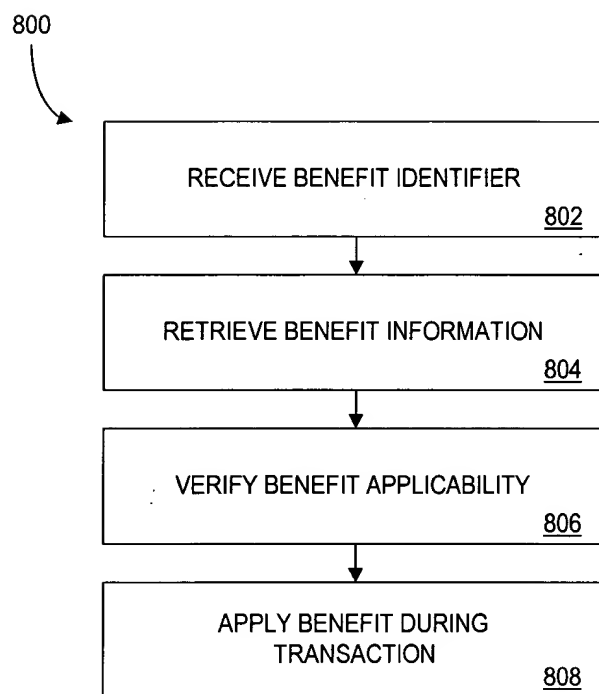 800
RECEIVE BENEFIT IDENTIFIER
802
RETRIEVE BENEFIT INFORMATION
804
VERIFY BENEFIT APPLICABILITY
806
APPLY BENEFIT DURING
TRANSACTION
808